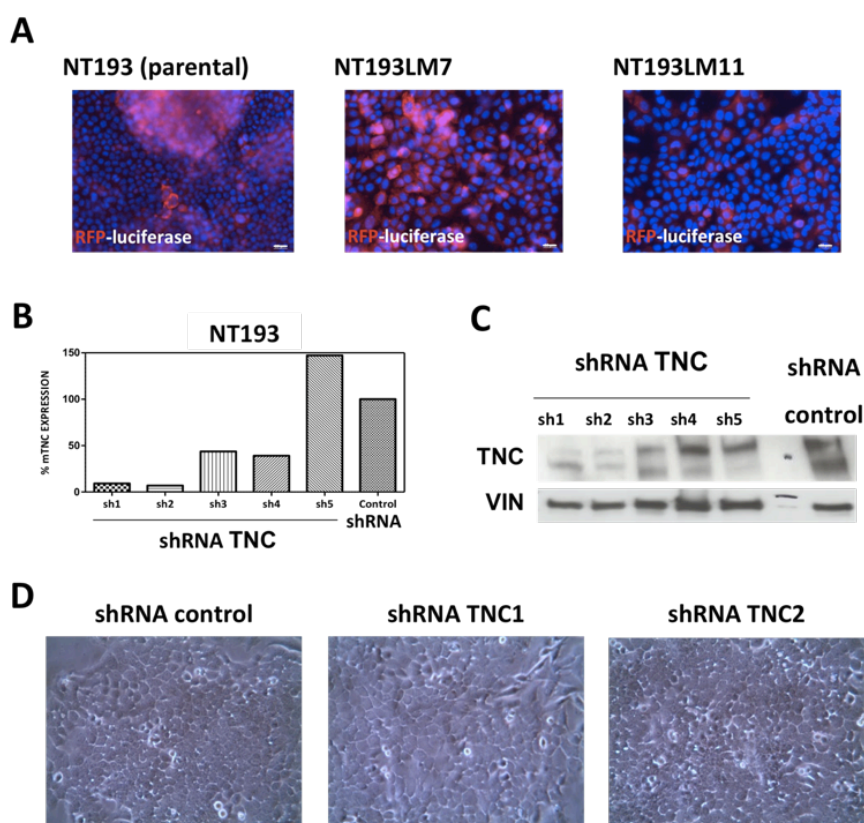 A
NT193 (parental)
NT193LM7
NT193LM11
RFP-luciferase
RFP-luciferase
RFP-luciferase
B
NT193
% mTNC EXPRESSION
150
100
50
0
sh1 sh2 sh3 sh4 sh5 Control
shRNA
shRNA TNC
C
shRNA TNC
shRNA
control
sh1 sh2 sh3 sh4 sh5
TNC
VIN
D
shRNA control
shRNA TNC1
shRNA TNC2